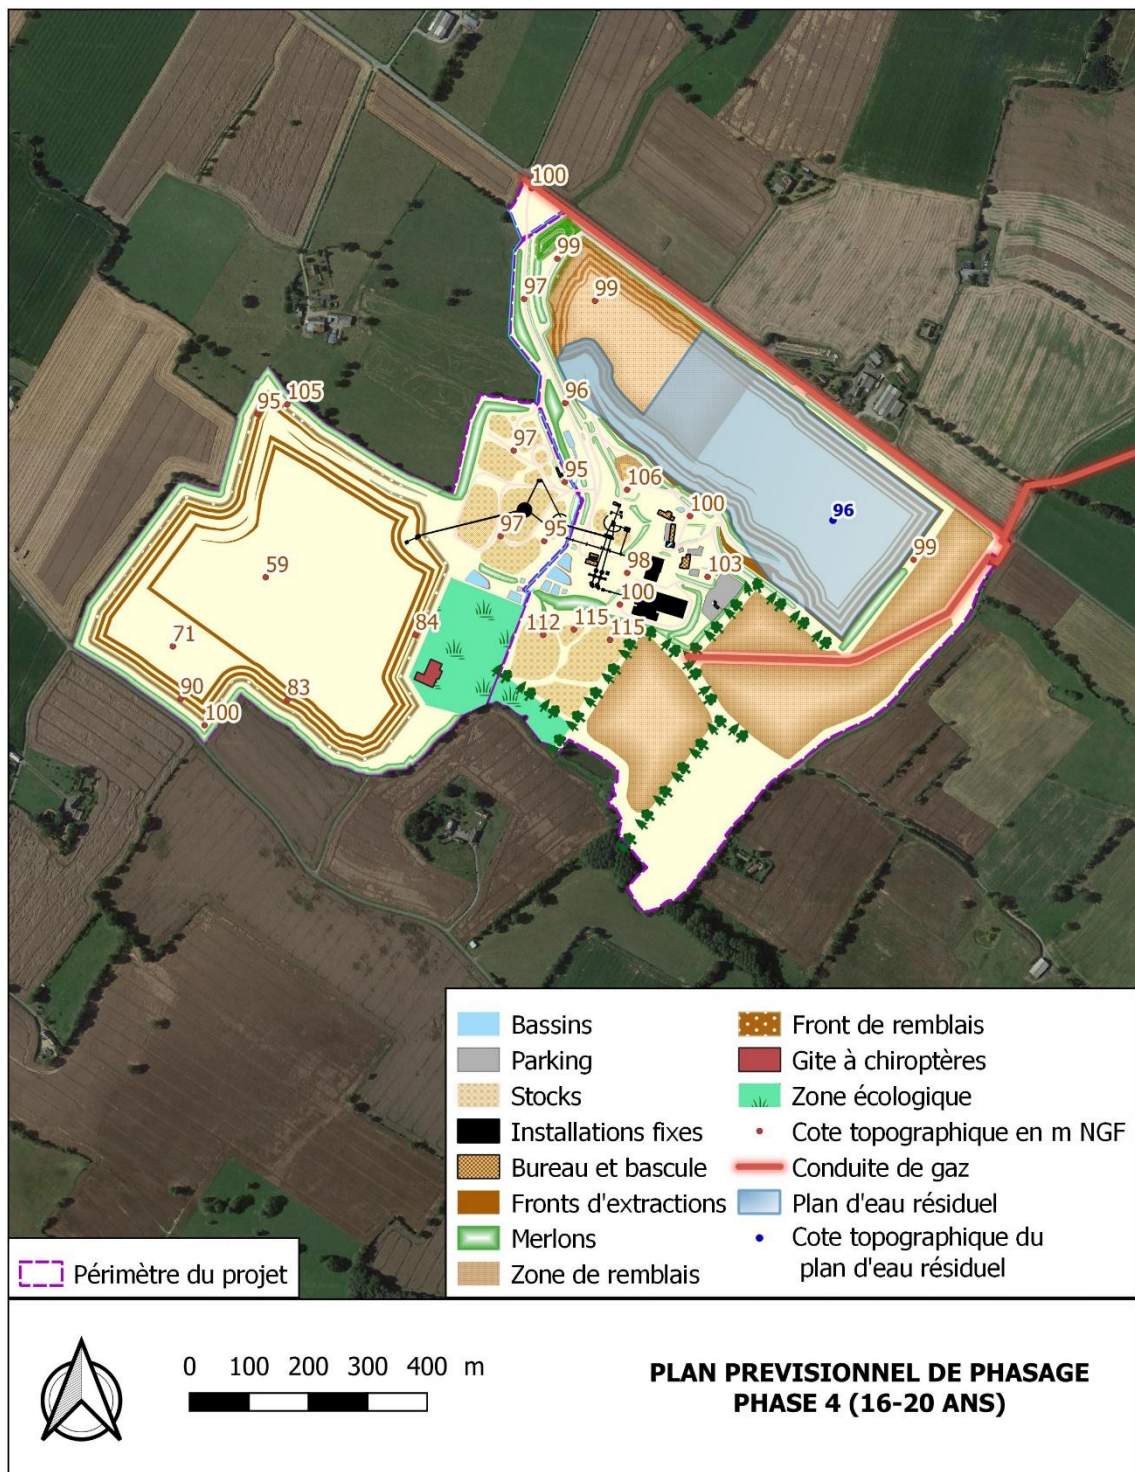 100
99
97
99
96
105
95
97
95
106
100
96
97
95
99
98
103
59
100
84
115
112
115
71
90
83
100
Bassins
Parking
Stocks
Installations fixes
Bureau et bascule
Fronts d'extractions
Merlons
Zone de remblais
Front de remblais
Gite à chiroptères
Zone écologique
Cote topographique en m NGF
Conduite de gaz
Plan d'eau résiduel
Cote topographique du
plan d'eau résiduel
Périmètre du projet
0 100 200 300 400 m
PLAN PREVISIONNEL DE PHASAGE
PHASE 4 (16-20 ANS)